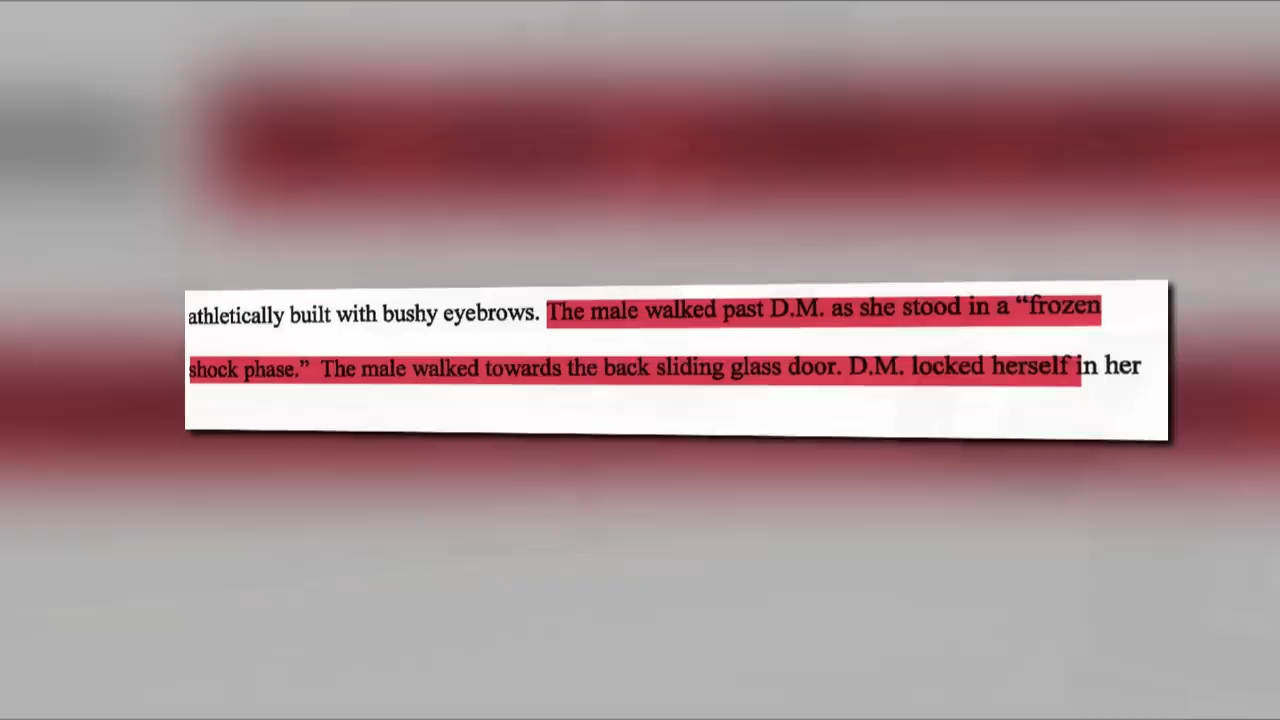 athletically built with bushy eyebrows. The male walked past D.M. as she stood in a “frozen
shock phase.”  The male walked towards the back sliding glass door. D.M. locked herself in her